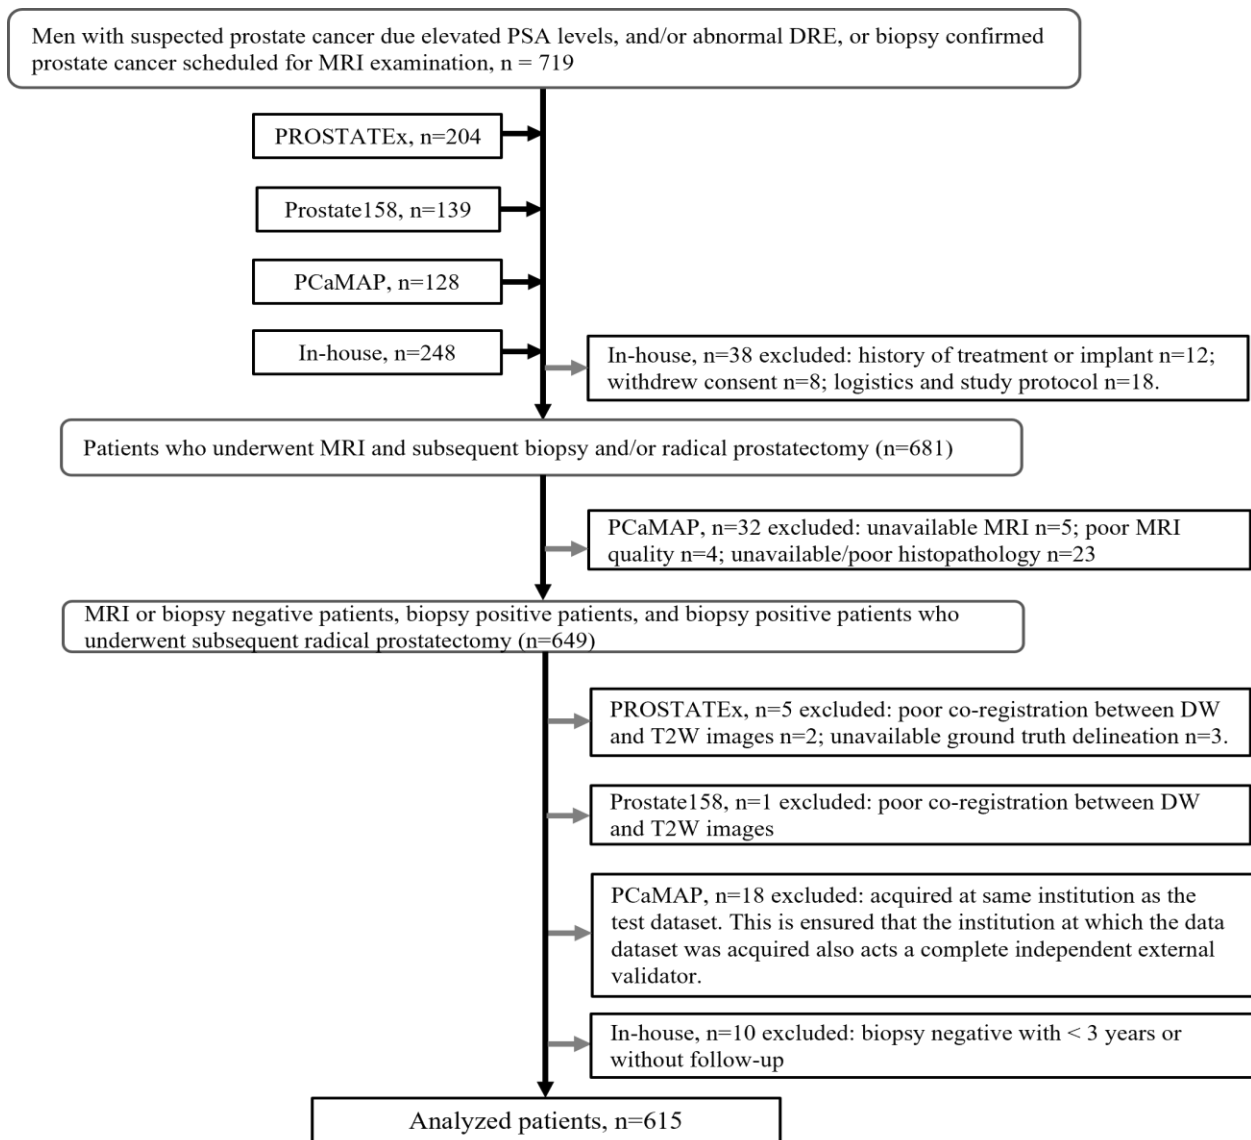 Men with suspected prostate cancer due elevated PSA levels, and/or abnormal DRE, or biopsy confirmed
prostate cancer scheduled for MRI examination, n = 719
PROSTATEx, n=204
Prostate158, n=139
PCaMAP, n=128
In-house, n=248
In-house, n=38 excluded: history of treatment or implant n=12;
withdrew consent n=8; logistics and study protocol n=18.
Patients who underwent MRI and subsequent biopsy and/or radical prostatectomy (n=681)
PCaMAP, n=32 excluded: unavailable MRI n=5; poor MRI
quality n=4; unavailable/poor histopathology n=23
MRI or biopsy negative patients, biopsy positive patients, and biopsy positive patients who
underwent subsequent radical prostatectomy (n=649)
PROSTATEx, n=5 excluded: poor co-registration between DW
and T2W images n=2; unavailable ground truth delineation n=3.
Prostate158, n=1 excluded: poor co-registration between DW
and T2W images
PCaMAP, n=18 excluded: acquired at same institution as the
test dataset. This is ensured that the institution at which the data
dataset was acquired also acts a complete independent external
validator.
In-house, n=10 excluded: biopsy negative with < 3 years or
without follow-up
Analyzed patients, n=615